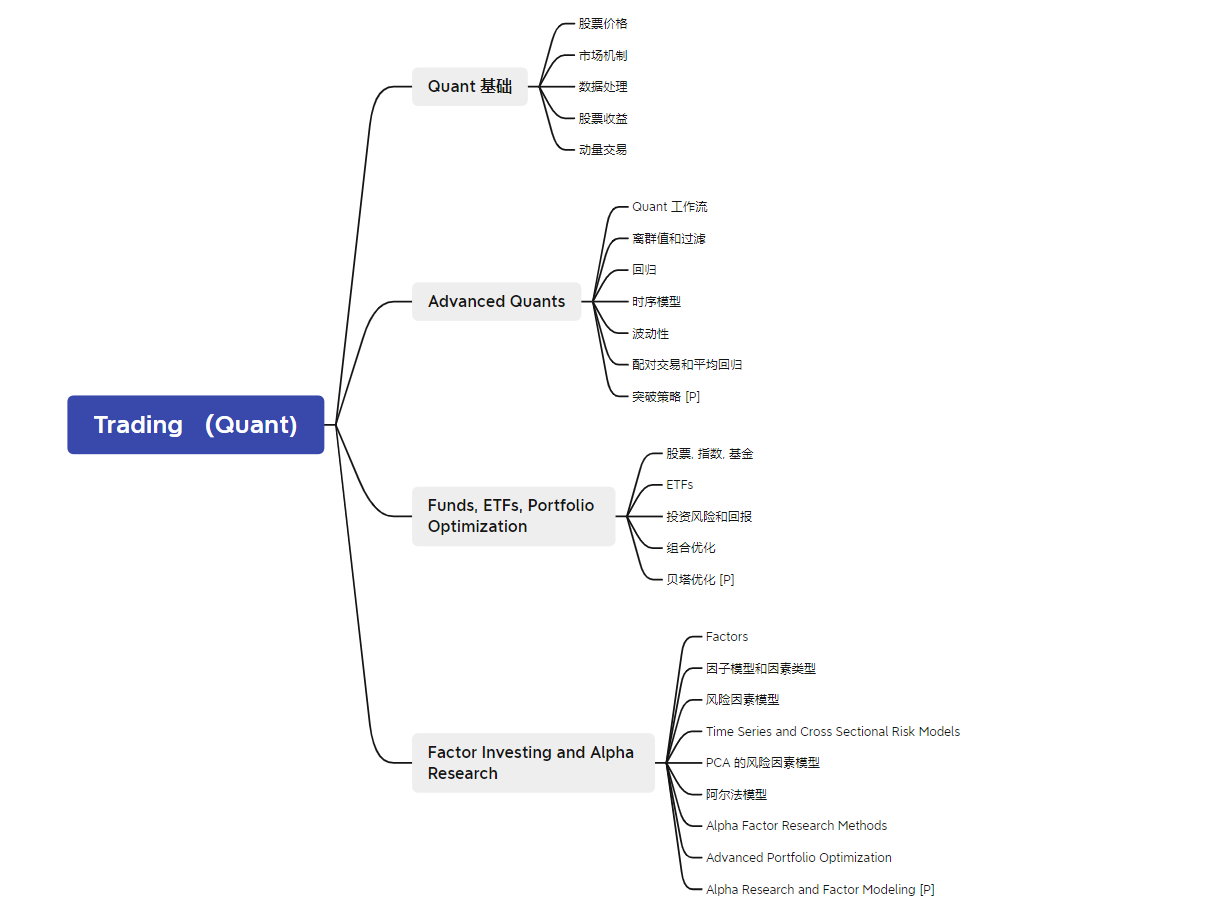 Trading （Quant)
Quant 基础
股票价格
市场机制
数据处理
股票收益
动量交易
Advanced Quants
Quant 工作流
离群值和过滤
回归
时序模型
波动性
配对交易和平均回归
突破策略 [P]
Funds, ETFs, Portfolio
Optimization
股票, 指数, 基金
ETFs
投资风险和回报
组合优化
贝塔优化 [P]
Factor Investing and Alpha
Research
Factors
因子模型和因素类型
风险因素模型
Time Series and Cross Sectional Risk Models
PCA 的风险因素模型
阿尔法模型
Alpha Factor Research Methods
Advanced Portfolio Optimization
Alpha Research and Factor Modeling [P]